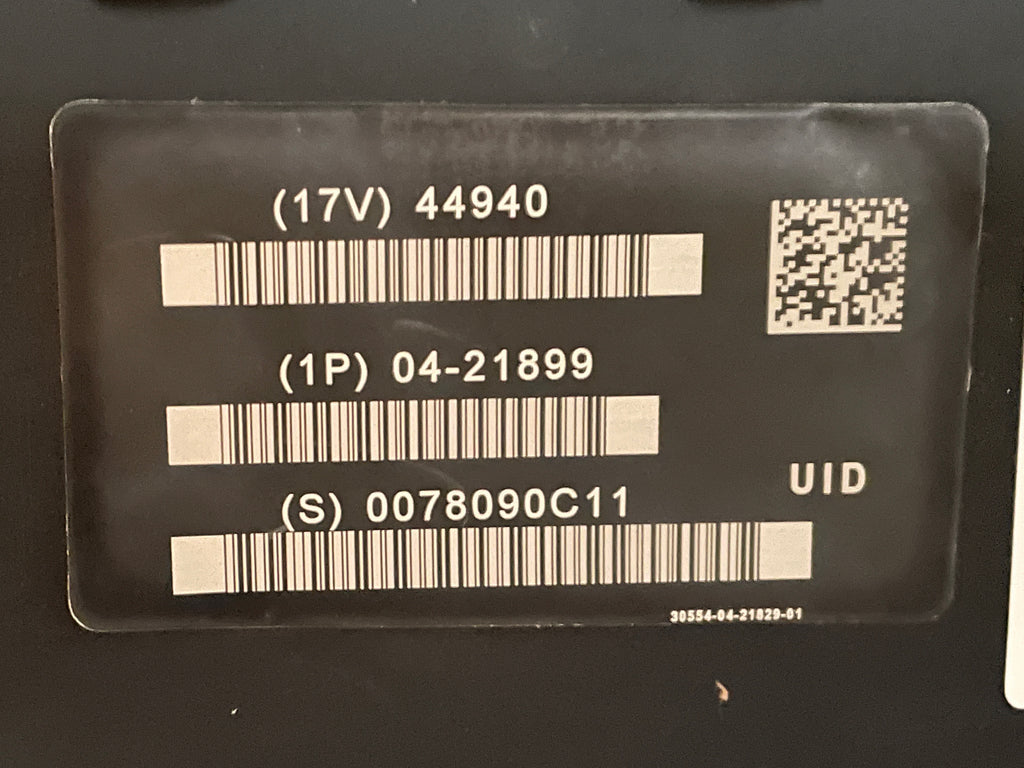 (17V) 44940
(1P) 04-21899
(S) 0078090C11
UID
30554-04-21829-01